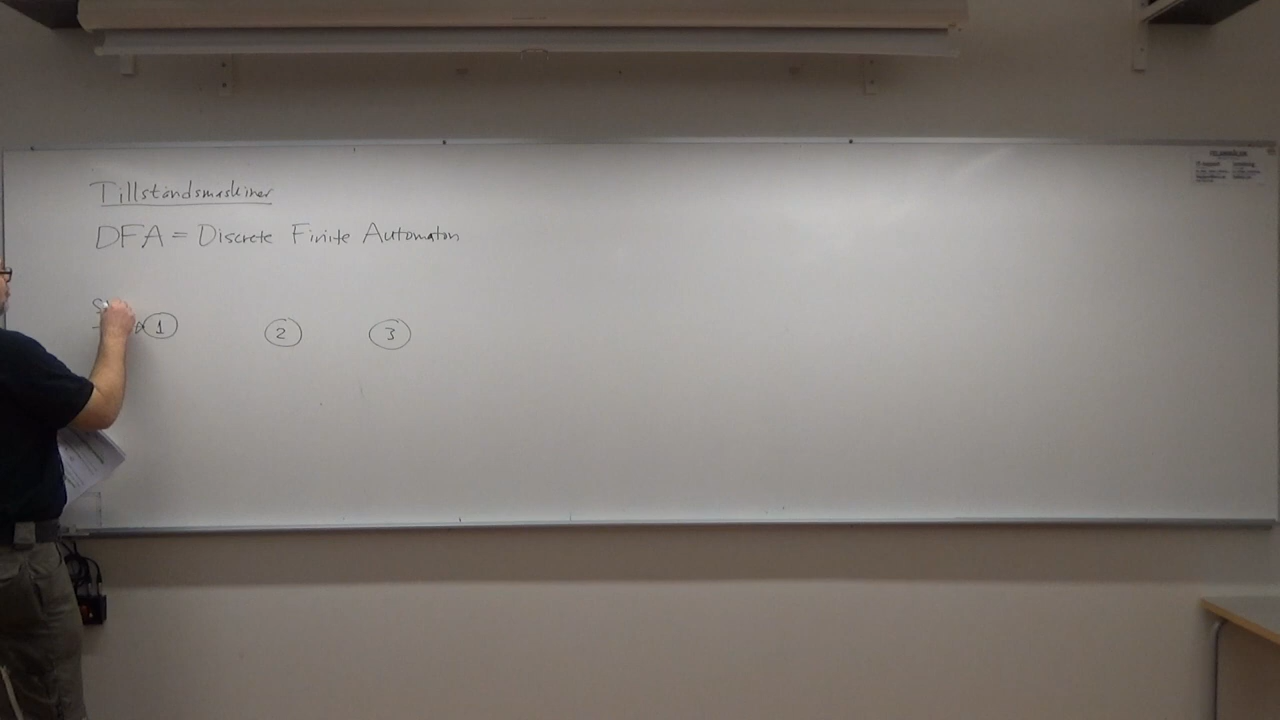 Tillståndsmaskiner
DFA = Discrete Finite Automaton
S
1 2 3